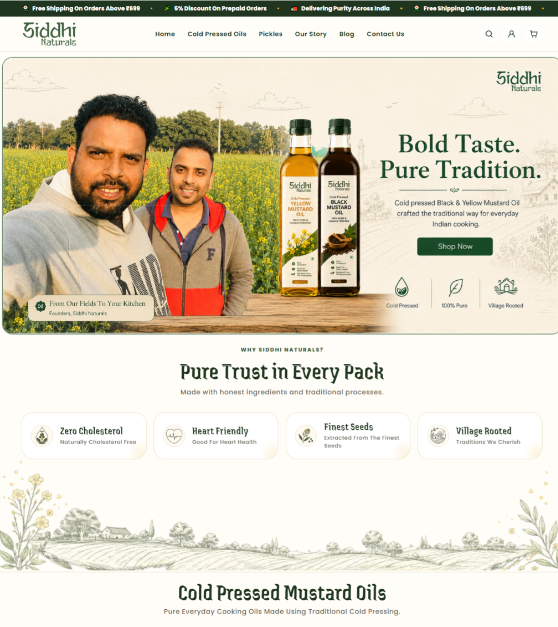 Free Shipping On Orders Above ₹699
5% Discount On Prepaid Orders
Delivering Purity Across India
Free Shipping On Orders Above ₹699
Siddhi
Naturals
Home
Cold Pressed Oils
Pickles
Our Story
Blog
Contact Us
Siddhi
Naturals
Bold Taste.
Pure Tradition.
Cold pressed Black & Yellow Mustard Oil
crafted the traditional way for everyday
Indian cooking.
Shop Now
Cold Pressed
100% Pure
Village Rooted
Siddhi
Naturals
Cold Pressed
YELLOW
MUSTARD
OIL
Siddhi
Naturals
Cold Pressed
BLACK
MUSTARD
OIL
F
From Our Fields To Your Kitchen
Founders, Siddhi Naturals
WHY SIDDHI NATURALS?
Pure Trust in Every Pack
Made with honest ingredients and traditional processes.
Zero Cholesterol
Naturally Cholesterol Free
Heart Friendly
Good For Heart Health
Finest Seeds
Extracted From The Finest
Seeds
Village Rooted
Traditions We Cherish
Cold Pressed Mustard Oils
Pure Everyday Cooking Oils Made Using Traditional Cold Pressing.